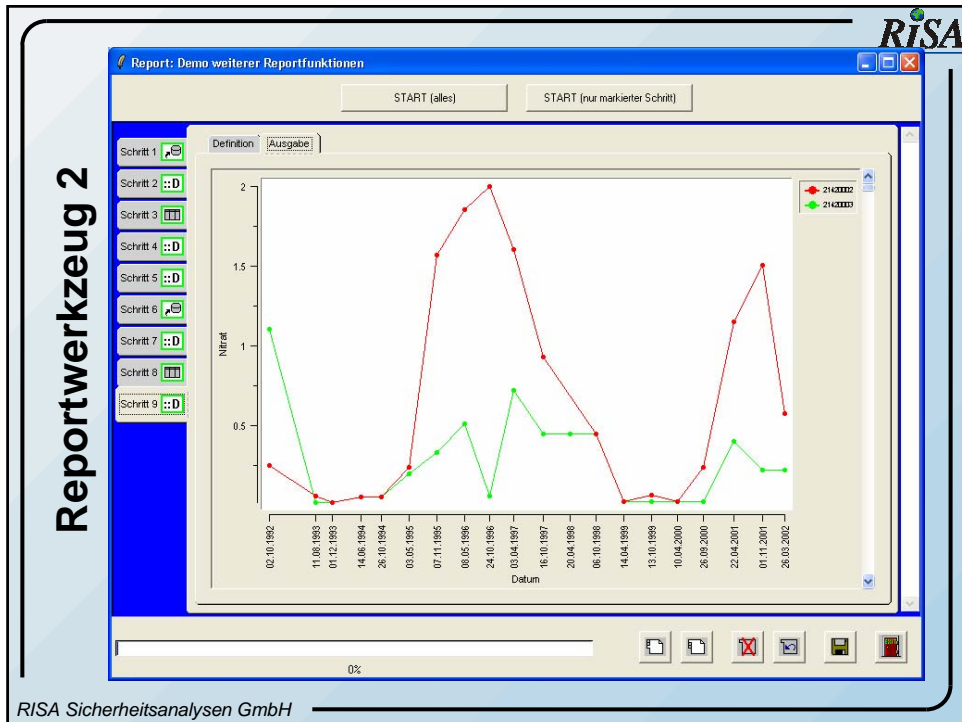 RiSA
Reportwerkzeug 2
Report: Demo weiterer Reportfunktionen
START (alles)
START (nur markierter Schritt)
Schritt 1
Schritt 2 ::D
Schritt 3
Schritt 4 ::D
Schritt 5 ::D
Schritt 6
Schritt 7 ::D
Schritt 8
Schritt 9 ::D
Definition
Ausgabe
21420002
21420003
Nitrat
2
1.5
1
0.5
02.10.1992
11.08.1993
01.12.1993
14.06.1994
26.10.1994
03.05.1995
07.11.1995
08.05.1996
24.10.1996
03.04.1997
16.10.1997
20.04.1998
06.10.1998
14.04.1999
13.10.1999
10.04.2000
26.09.2000
22.04.2001
01.11.2001
26.03.2002
Datum
0%
RISA Sicherheitsanalysen GmbH